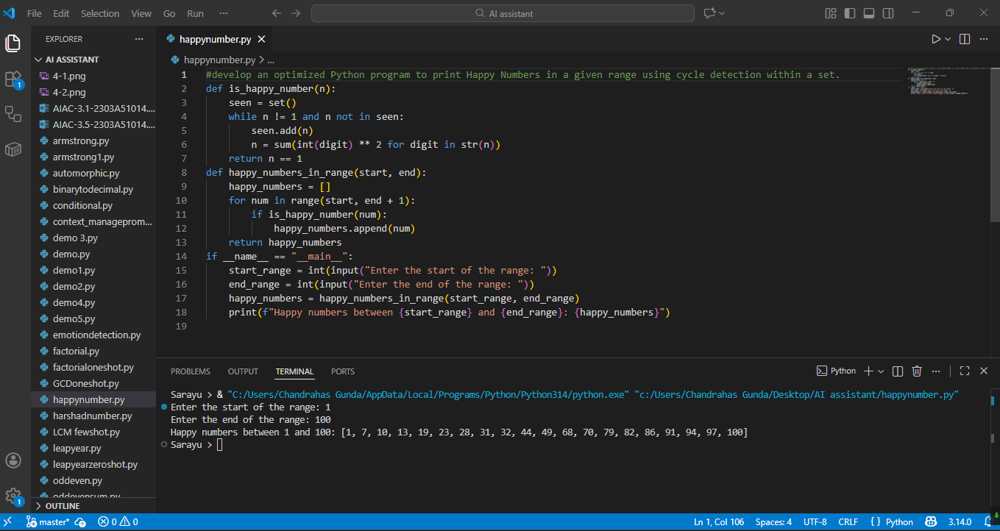 File Edit Selection View Go Run ··· AI assistant
EXPLORER ···
AI ASSISTANT
4-1.png
4-2.png
AIAC-3.1-2303A51014....
AIAC-3.5-2303A51014....
armstrong.py
armstrong1.py
automorphic.py
binarytodecimal.py
conditional.py
context_manageprom...
demo 3.py
demo.py
demo1.py
demo2.py
demo4.py
demo5.py
emotiondetection.py
factorial.py
factorialoneshot.py
GCDoneshot.py
happynumber.py
harshadnumber.py
LCM fewshot.py
leapyear.py
leapyearzeroshot.py
oddeven.py
oddevensum.py
OUTLINE
1
1
happynumber.py
happynumber.py > ...
1 #develop an optimized Python program to print Happy Numbers in a given range using cycle detection within a set.
2 def is_happy_number(n):
3     seen = set()
4     while n != 1 and n not in seen:
5         seen.add(n)
6         n = sum(int(digit) ** 2 for digit in str(n))
7     return n == 1
8 def happy_numbers_in_range(start, end):
9     happy_numbers = []
10     for num in range(start, end + 1):
11         if is_happy_number(num):
12             happy_numbers.append(num)
13     return happy_numbers
14 if __name__ == "__main__":
15     start_range = int(input("Enter the start of the range: "))
16     end_range = int(input("Enter the end of the range: "))
17     happy_numbers = happy_numbers_in_range(start_range, end_range)
18     print(f"Happy numbers between {start_range} and {end_range}: {happy_numbers}")
19
PROBLEMS OUTPUT TERMINAL PORTS Python
Sarayu > & "C:/Users/Chandrahas Gunda/AppData/Local/Programs/Python/Python314/python.exe" "c:/Users/Chandrahas Gunda/Desktop/AI assistant/happynumber.py"
Enter the start of the range: 1
Enter the end of the range: 100
Happy numbers between 1 and 100: [1, 7, 10, 13, 19, 23, 28, 31, 32, 44, 49, 68, 70, 79, 82, 86, 91, 94, 97, 100]
Sarayu >
master* 0 0 Ln 1, Col 106 Spaces: 4 UTF-8 CRLF {} Python 3.14.0